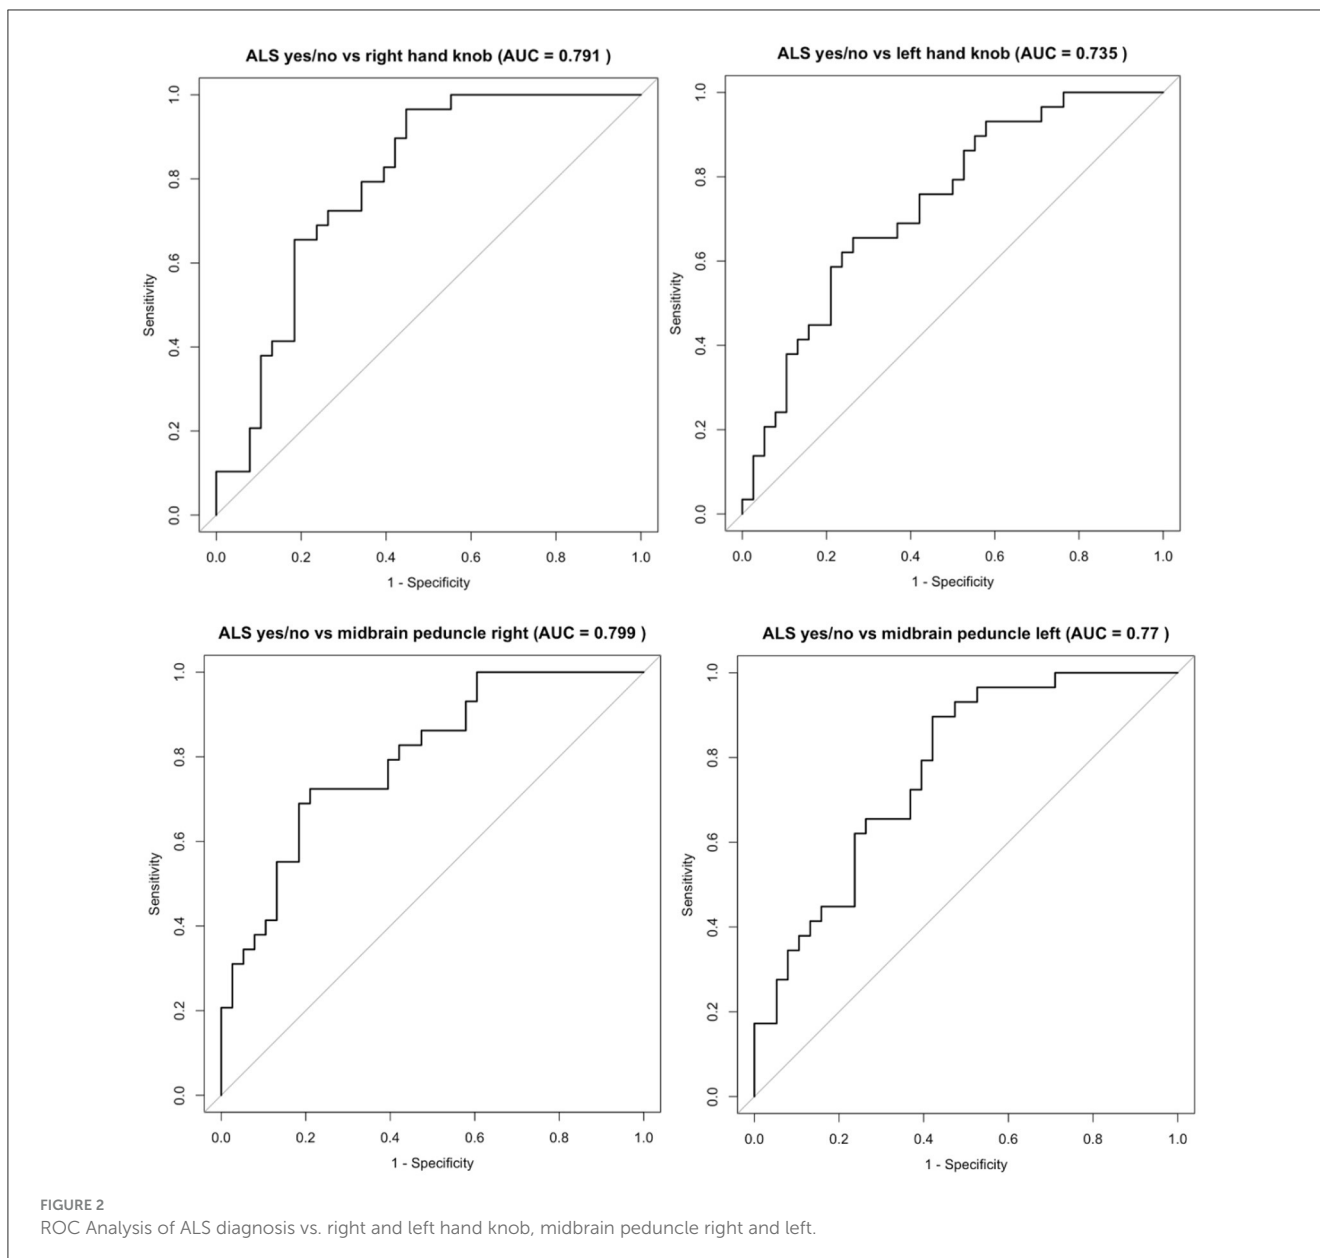 ALS yes/no vs right hand knob (AUC = 0.791 )
Sensitivity
1.0
0.8
0.6
0.4
0.2
0.0
0.0 0.2 0.4 0.6 0.8 1.0
1 - Specificity
ALS yes/no vs left hand knob (AUC = 0.735 )
Sensitivity
1.0
0.8
0.6
0.4
0.2
0.0
0.0 0.2 0.4 0.6 0.8 1.0
1 - Specificity
ALS yes/no vs midbrain peduncle right (AUC = 0.799 )
Sensitivity
1.0
0.8
0.6
0.4
0.2
0.0
0.0 0.2 0.4 0.6 0.8 1.0
1 - Specificity
ALS yes/no vs midbrain peduncle left (AUC = 0.77 )
Sensitivity
1.0
0.8
0.6
0.4
0.2
0.0
0.0 0.2 0.4 0.6 0.8 1.0
1 - Specificity
FIGURE 2
ROC Analysis of ALS diagnosis vs. right and left hand knob, midbrain peduncle right and left.